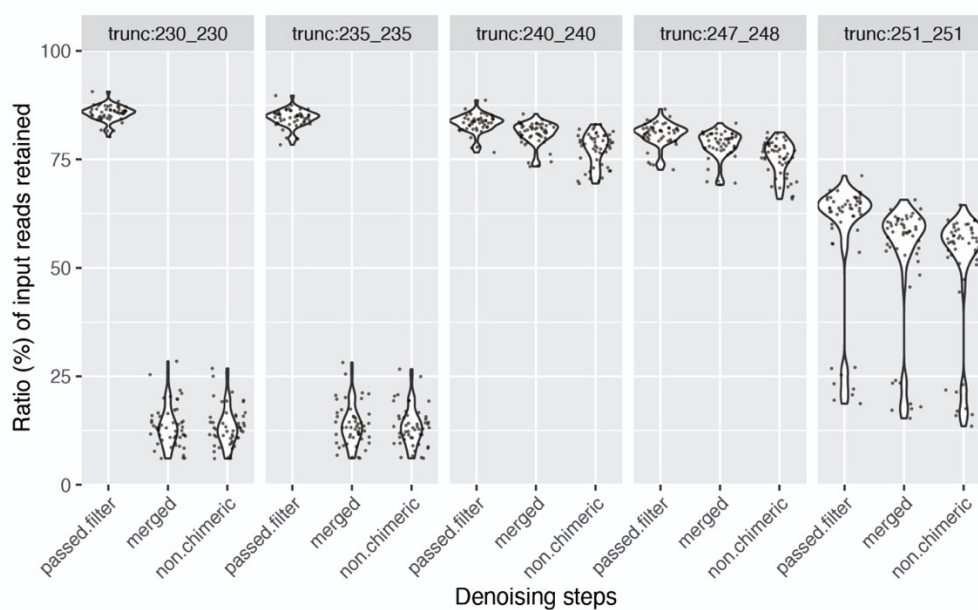 trunc:230_230 trunc:235_235 trunc:240_240 trunc:247_248 trunc:251_251
Ratio (%) of input reads retained
100
75
50
25
0
passed.filter merged non.chimeric passed.filter merged non.chimeric passed.filter merged non.chimeric passed.filter merged non.chimeric passed.filter merged non.chimeric
Denoising steps